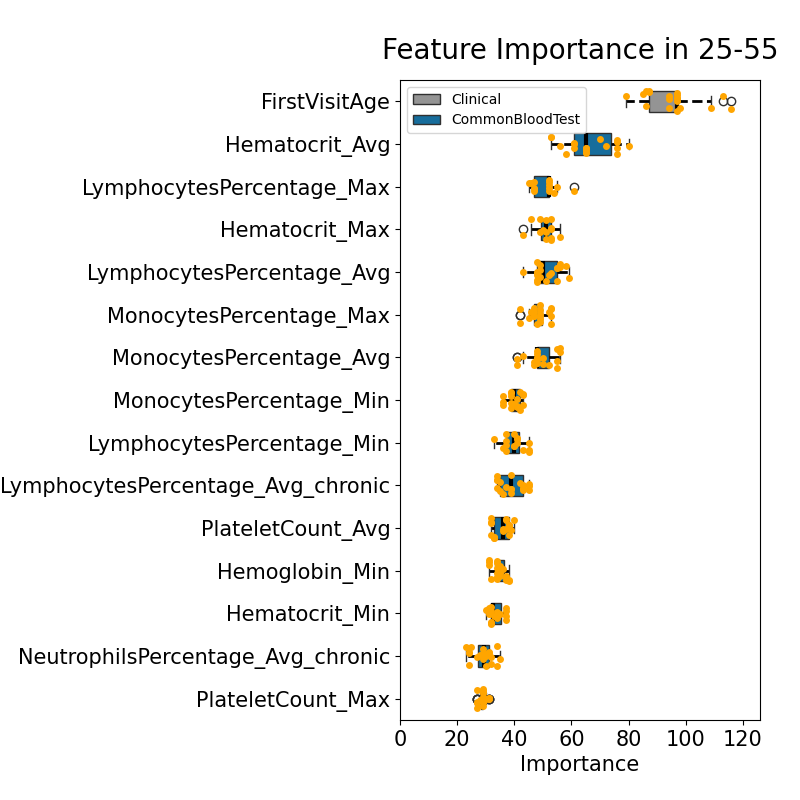 Feature Importance in 25-55
Clinical
CommonBloodTest
FirstVisitAge
Hematocrit_Avg
LymphocytesPercentage_Max
Hematocrit_Max
LymphocytesPercentage_Avg
MonocytesPercentage_Max
MonocytesPercentage_Avg
MonocytesPercentage_Min
LymphocytesPercentage_Min
LymphocytesPercentage_Avg_chronic
PlateletCount_Avg
Hemoglobin_Min
Hematocrit_Min
NeutrophilsPercentage_Avg_chronic
PlateletCount_Max
0 20 40 60 80 100 120
Importance